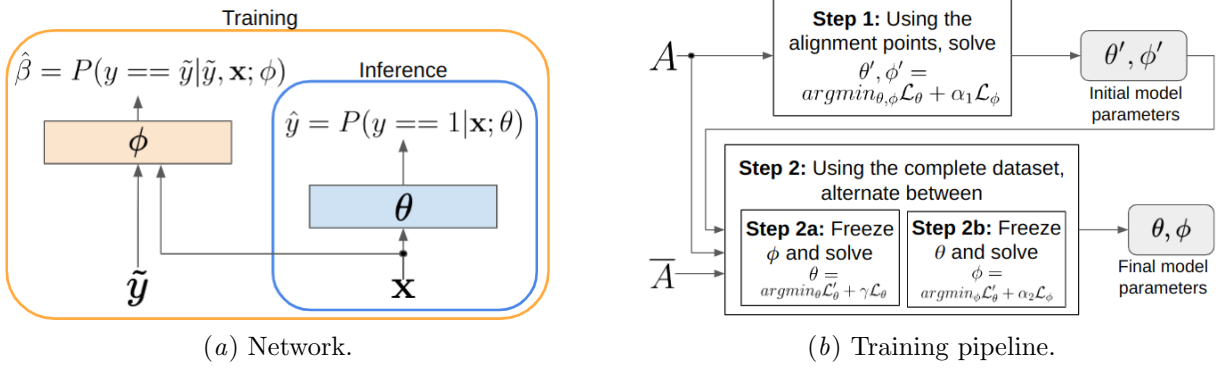 Training
β̂ = P(y == ỹ|ỹ, x; ϕ)
Inference
ŷ = P(y == 1|x; θ)
ϕ
θ
ỹ
x
(a) Network.
A
Step 1: Using the
alignment points, solve
θ′, ϕ′ =
argmin_{θ,ϕ} ℒ_θ + α₁ℒ_ϕ
θ′, ϕ′
Initial model
parameters
Step 2: Using the complete dataset,
alternate between
Step 2a: Freeze
ϕ and solve
θ =
argmin_θ ℒ′_θ + γℒ_θ
Step 2b: Freeze
θ and solve
ϕ =
argmin_ϕ ℒ′_θ + α₂ℒ_ϕ
A̅
θ, ϕ
Final model
parameters
(b) Training pipeline.